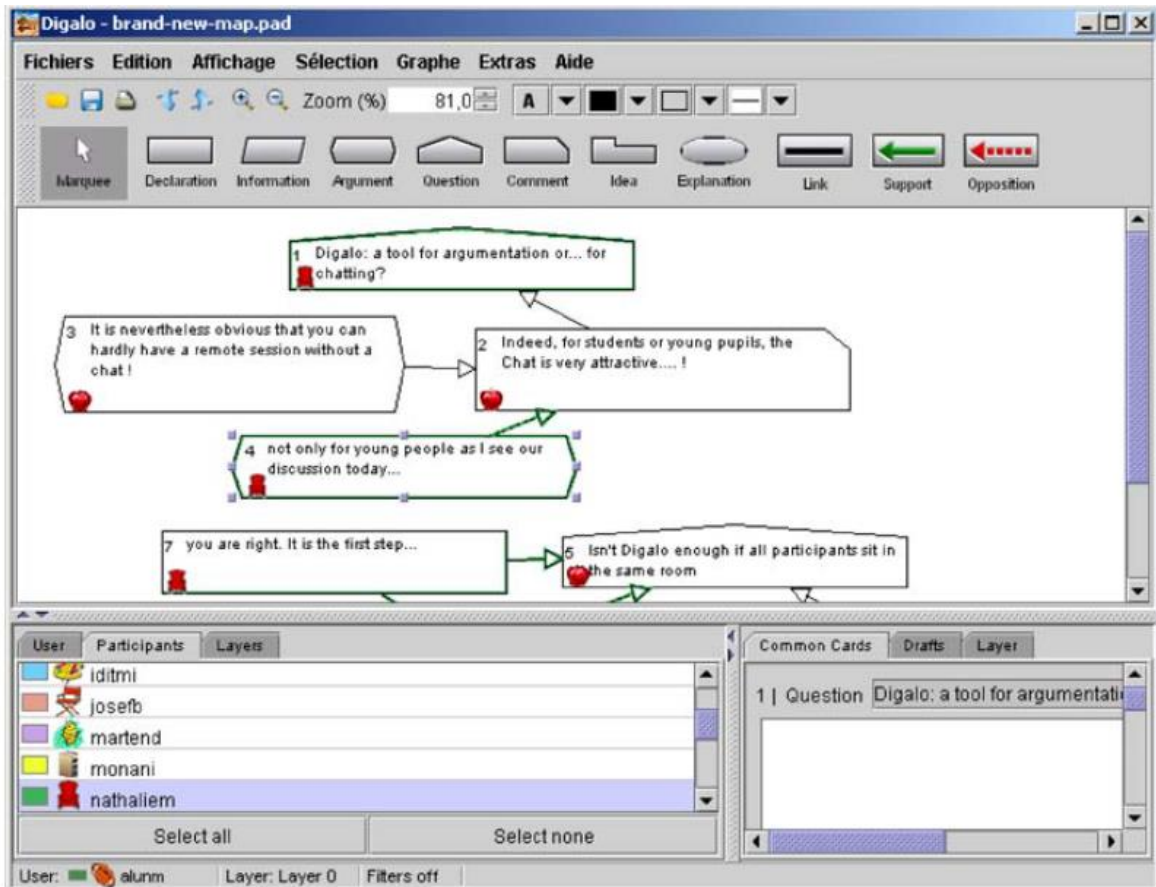 Digalo - brand-new-map.pad
Fichiers Edition Affichage Sélection Graphe Extras Aide
Zoom (%) 81,0 A
Marquee Declaration Information Argument Question Comment Idea Explanation Link Support Opposition
1 Digalo: a tool for argumentation or... for
chatting?
3 It is nevertheless obvious that you can
hardly have a remote session without a
chat !
2 Indeed, for students or young pupils, the
Chat is very attractive.... !
4 not only for young people as I see our
discussion today...
7 you are right. It is the first step...
5 Isn't Digalo enough if all participants sit in
the same room
User Participants Layers
iditmi
josefb
martend
monani
nathaliem
Select all Select none
Common Cards Drafts Layer
1 | Question Digalo: a tool for argumentati
User: alunm Layer: Layer 0 Filters off